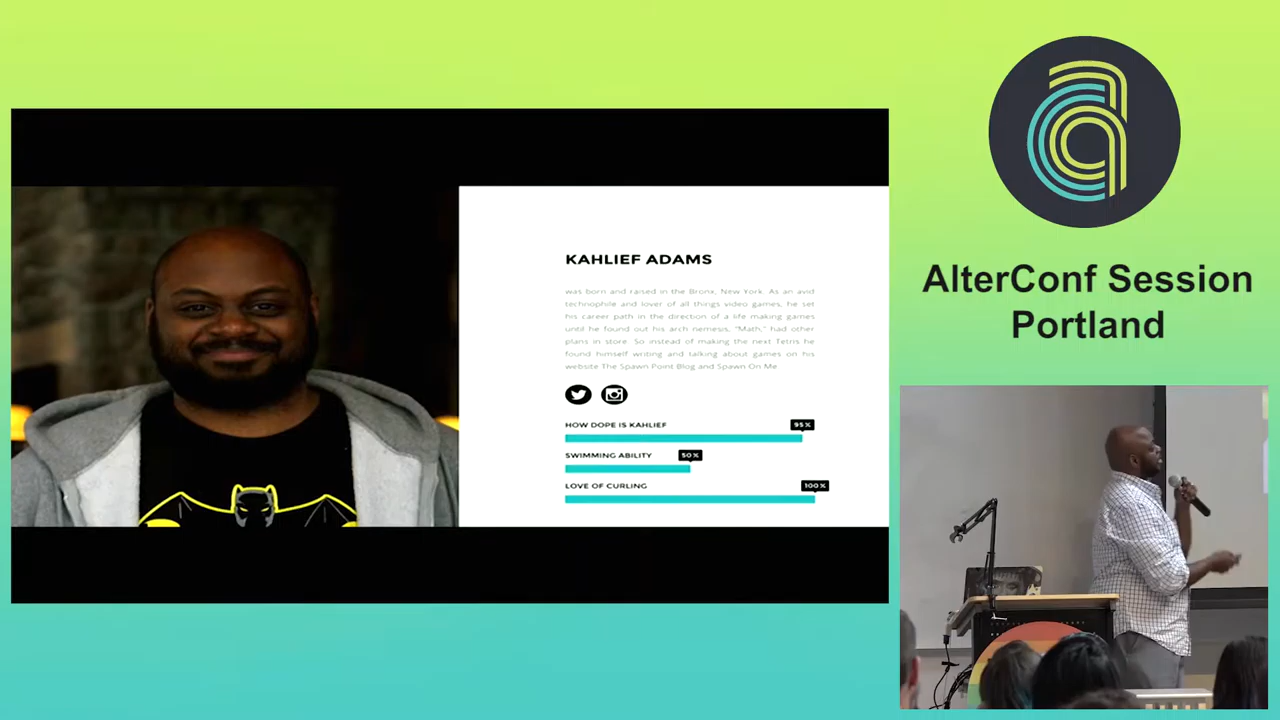 KAHLIEF ADAMS
was born and raised in the Bronx, New York. As an avid
technophile and lover of all things video games, he set
his career path in the direction of a life making games
until he found out his arch nemesis, "Math," had other
plans in store. So instead of making the next Tetris he
found himself writing and talking about games on his
website The Spawn Point Blog and Spawn On Me
HOW DOPE IS KAHLIEF 95%
SWIMMING ABILITY 50%
LOVE OF CURLING 100%
AlterConf Session
Portland